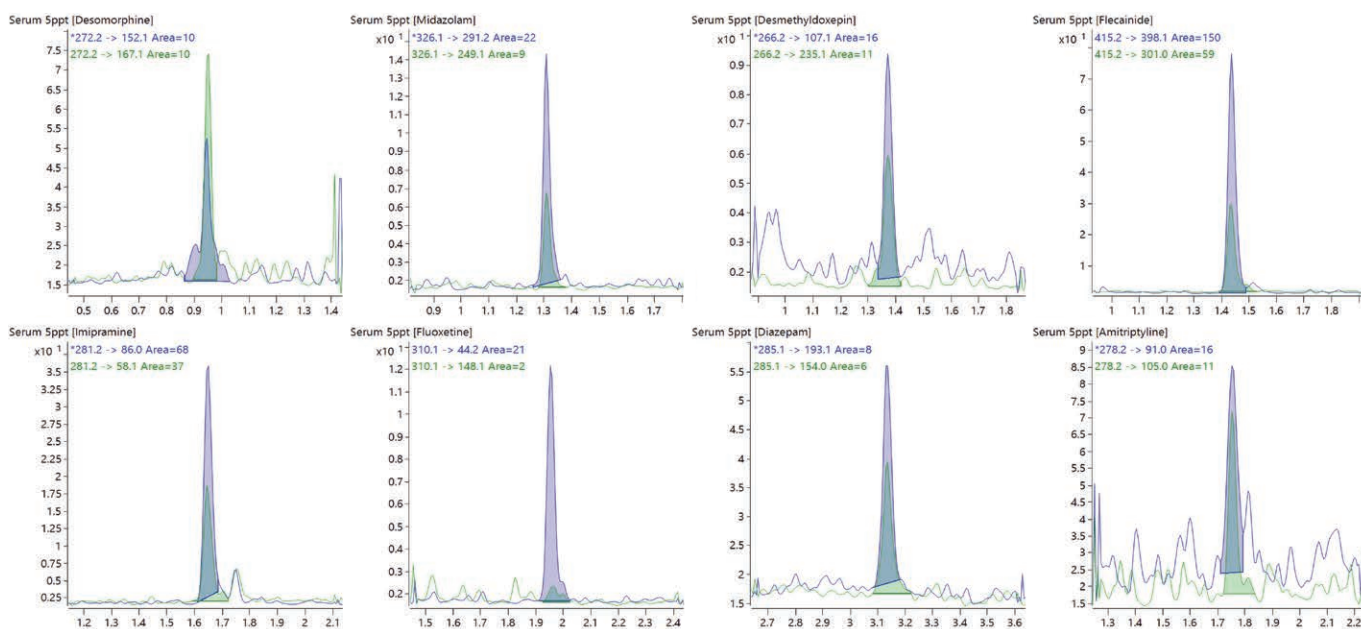 Serum 5ppt [Desomorphine]
*272.2 -> 152.1 Area=10
272.2 -> 167.1 Area=10
7.5
7
6.5
6
5.5
5
4.5
4
3.5
3
2.5
2
1.5
0.5 0.6 0.7 0.8 0.9 1 1.1 1.2 1.3 1.4
Serum 5ppt [Midazolam]
x10 1
*326.1 -> 291.2 Area=22
326.1 -> 249.1 Area=9
1.4
1.3
1.2
1.1
1
0.9
0.8
0.7
0.6
0.5
0.4
0.3
0.2
0.9 1 1.1 1.2 1.3 1.4 1.5 1.6 1.7
Serum 5ppt [Desmethyldoxepin]
x10 1
*266.2 -> 107.1 Area=16
266.2 -> 235.1 Area=11
1
0.9
0.8
0.7
0.6
0.5
0.4
0.3
0.2
0.9 1 1.1 1.2 1.3 1.4 1.5 1.6 1.7 1.8
Serum 5ppt [Flecainide]
x10 1
415.2 -> 398.1 Area=150
415.2 -> 301.0 Area=59
7
6
5
4
3
2
1
1 1.1 1.2 1.3 1.4 1.5 1.6 1.7 1.8 1.9
Serum 5ppt [Imipramine]
x10 1
*281.2 -> 86.0 Area=68
281.2 -> 58.1 Area=37
3.5
3.25
3
2.75
2.5
2.25
2
1.75
1.5
1.25
1
0.75
0.5
0.25
1.2 1.3 1.4 1.5 1.6 1.7 1.8 1.9 2 2.1
Serum 5ppt [Fluoxetine]
x10 1
310.1 -> 44.2 Area=21
310.1 -> 148.1 Area=2
1.2
1.1
1
0.9
0.8
0.7
0.6
0.5
0.4
0.3
0.2
1.5 1.6 1.7 1.8 1.9 2 2.1 2.2 2.3 2.4
Serum 5ppt [Diazepam]
*285.1 -> 193.1 Area=8
285.1 -> 154.0 Area=6
5.5
5
4.5
4
3.5
3
2.5
2
1.5
2.7 2.8 2.9 3 3.1 3.2 3.3 3.4 3.5 3.6
Serum 5ppt [Amitriptyline]
*278.2 -> 91.0 Area=16
278.2 -> 105.0 Area=11
9
8.5
8
7.5
7
6.5
6
5.5
5
4.5
4
3.5
3
2.5
2
1.5
1.3 1.4 1.5 1.6 1.7 1.8 1.9 2 2.1 2.2